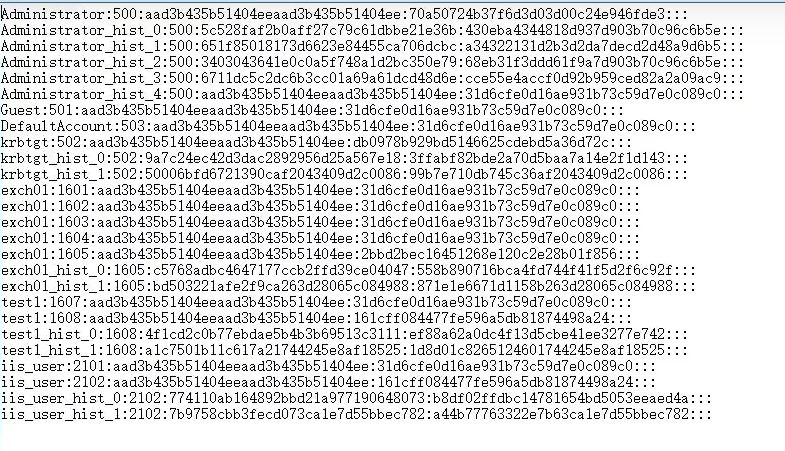 Administrator:500:aad3b435b51404eeaad3b435b51404ee:70a50724b37f6d3d03d00c24e946fde3:::
Administrator_hist_0:500:5c528faf2b0aff27c79c61dbbe21e36b:430eba4344818d937d903b70c96c6b5e:::
Administrator_hist_1:500:651f85018173d6623e84455ca706dcbc:a34322131d2b3d2da7decd2d48a9d6b5:::
Administrator_hist_2:500:3403043641e0c0a5f748a1d2bc350e79:68eb31f3ddd61f9a7d903b70c96c6b5e:::
Administrator_hist_3:500:6711dc5c2dc6b3cc01a69a61dcd48d6e:cce55e4accf0d92b959ced82a2a09ac9:::
Administrator_hist_4:500:aad3b435b51404eeaad3b435b51404ee:31d6cfe0d16ae931b73c59d7e0c089c0:::
Guest:501:aad3b435b51404eeaad3b435b51404ee:31d6cfe0d16ae931b73c59d7e0c089c0:::
DefaultAccount:503:aad3b435b51404eeaad3b435b51404ee:31d6cfe0d16ae931b73c59d7e0c089c0:::
krbtgt:502:aad3b435b51404eeaad3b435b51404ee:db0978b929bd5146625cdebd5a36d72c:::
krbtgt_hist_0:502:9a7c24ec42d3dac2892956d25a567e18:3ffabf82bde2a70d5baa7a14e2f1d143:::
krbtgt_hist_1:502:50006bfd6721390caf2043409d2c0086:99b7e710db745c36af2043409d2c0086:::
exch01:1601:aad3b435b51404eeaad3b435b51404ee:31d6cfe0d16ae931b73c59d7e0c089c0:::
exch01:1602:aad3b435b51404eeaad3b435b51404ee:31d6cfe0d16ae931b73c59d7e0c089c0:::
exch01:1603:aad3b435b51404eeaad3b435b51404ee:31d6cfe0d16ae931b73c59d7e0c089c0:::
exch01:1604:aad3b435b51404eeaad3b435b51404ee:31d6cfe0d16ae931b73c59d7e0c089c0:::
exch01:1605:aad3b435b51404eeaad3b435b51404ee:2bbd2bec16451268e120c2e28b01f856:::
exch01_hist_0:1605:c5768adbc4647177ccb2ffd39ce04047:558b890716bca4fd744f41f5d2f6c92f:::
exch01_hist_1:1605:bd503221afe2f9ca263d28065c084988:871e1e6671d1158b263d28065c084988:::
test1:1607:aad3b435b51404eeaad3b435b51404ee:31d6cfe0d16ae931b73c59d7e0c089c0:::
test1:1608:aad3b435b51404eeaad3b435b51404ee:161cff084477fe596a5db81874498a24:::
test1_hist_0:1608:4f1cd2c0b77ebdae5b4b3b69513c3111:ef88a62a0dc4f13d5cbe41ee3277e742:::
test1_hist_1:1608:a1c7501b11c617a21744245e8af18525:1d8d01c8265124601744245e8af18525:::
iis_user:2101:aad3b435b51404eeaad3b435b51404ee:31d6cfe0d16ae931b73c59d7e0c089c0:::
iis_user:2102:aad3b435b51404eeaad3b435b51404ee:161cff084477fe596a5db81874498a24:::
iis_user_hist_0:2102:774110ab164892bbd21a977190648073:b8df02ffdbc14781654bd5053eeaed4a:::
iis_user_hist_1:2102:7b9758cbb3fecd073ca1e7d55bbec782:a44b77763322e7b63ca1e7d55bbec782:::